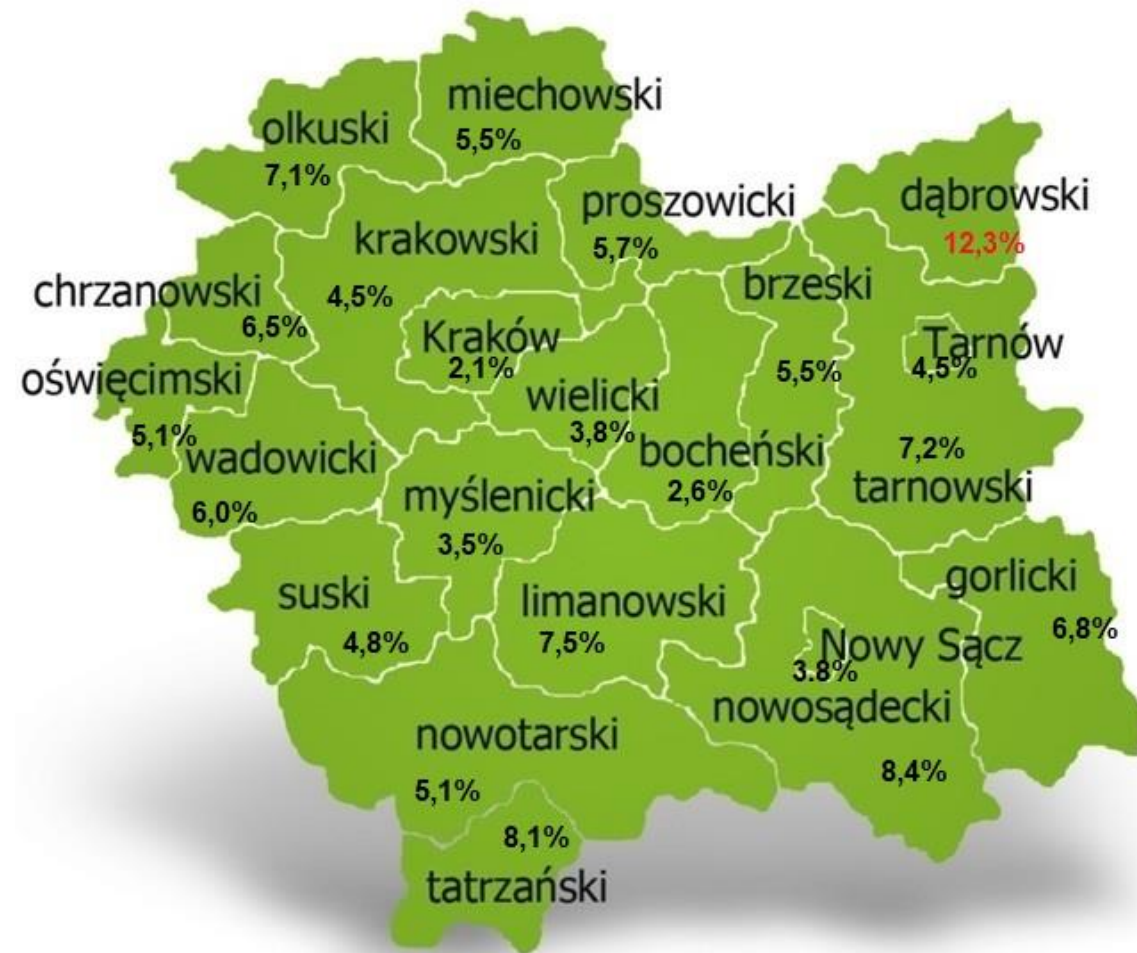 miechowski
5,5%
olkuski
7,1%
proszowicki
5,7%
dąbrowski
12,3%
krakowski
4,5%
chrzanowski
6,5%
brzeski
5,5%
Kraków
2,1%
Tarnów
4,5%
oświęcimski
5,1%
wielicki
3,8%
wadowicki
6,0%
bocheński
2,6%
7,2%
tarnowski
myślenicki
3,5%
suski
4,8%
limanowski
7,5%
gorlicki
6,8%
Nowy Sącz
3.8%
nowosądecki
8,4%
nowotarski
5,1%
8,1%
tatrzański